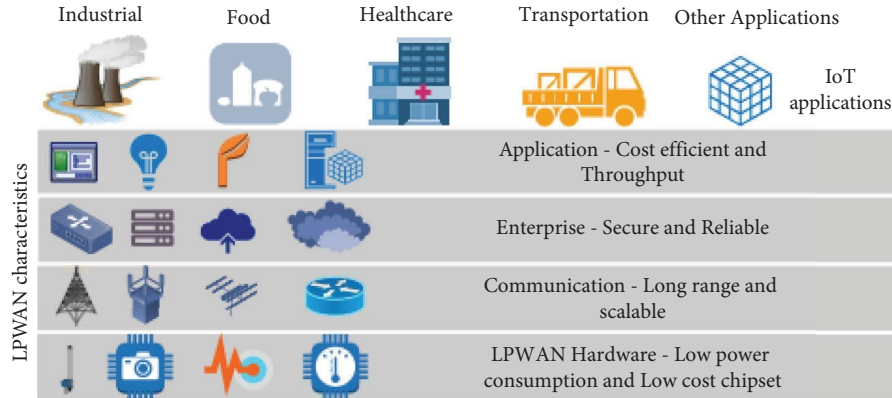 Industrial
Food
Healthcare
Transportation
Other Applications
IoT
applications
LPWAN characteristics
Application - Cost efficient and
Throughput
Enterprise - Secure and Reliable
Communication - Long range and
scalable
LPWAN Hardware - Low power
consumption and Low cost chipset